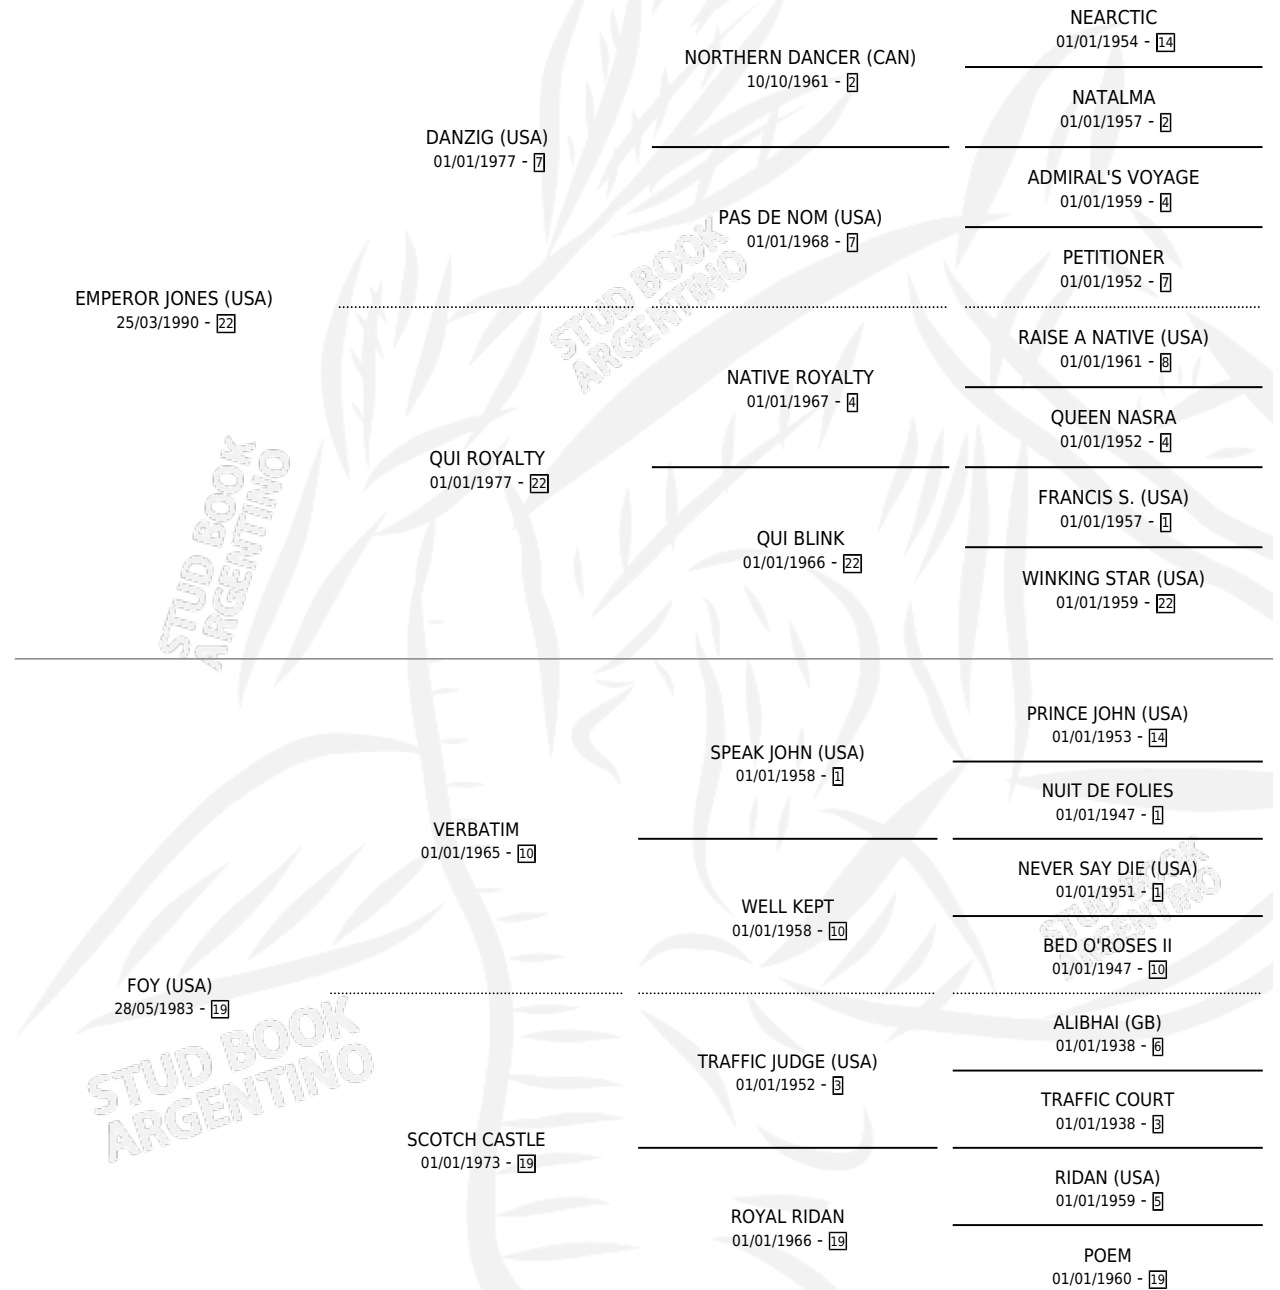 NEARCTIC
01/01/1954 - 14
NORTHERN DANCER (CAN)
10/10/1961 - 2
NATALMA
01/01/1957 - 2
DANZIG (USA)
01/01/1977 - 7
ADMIRAL'S VOYAGE
01/01/1959 - 4
PAS DE NOM (USA)
01/01/1968 - 7
PETITIONER
01/01/1952 - 7
EMPEROR JONES (USA)
25/03/1990 - 22
STUD BOOK
ARGENTINO
RAISE A NATIVE (USA)
01/01/1961 - 8
NATIVE ROYALTY
01/01/1967 - 4
QUEEN NASRA
01/01/1952 - 4
QUI ROYALTY
01/01/1977 - 22
FRANCIS S. (USA)
01/01/1957 - 1
QUI BLINK
01/01/1966 - 22
WINKING STAR (USA)
01/01/1959 - 22
STUD BOOK
ARGENTINO
PRINCE JOHN (USA)
01/01/1953 - 14
SPEAK JOHN (USA)
01/01/1958 - 1
NUIT DE FOLIES
01/01/1947 - 1
VERBATIM
01/01/1965 - 10
NEVER SAY DIE (USA)
01/01/1951 - 1
STUD BOOK
ARGENTINO
WELL KEPT
01/01/1958 - 10
BED O'ROSES II
01/01/1947 - 10
FOY (USA)
28/05/1983 - 19
STUD BOOK
ARGENTINO
ALIBHAI (GB)
01/01/1938 - 6
TRAFFIC JUDGE (USA)
01/01/1952 - 3
TRAFFIC COURT
01/01/1938 - 3
SCOTCH CASTLE
01/01/1973 - 19
RIDAN (USA)
01/01/1959 - 5
ROYAL RIDAN
01/01/1966 - 19
POEM
01/01/1960 - 19